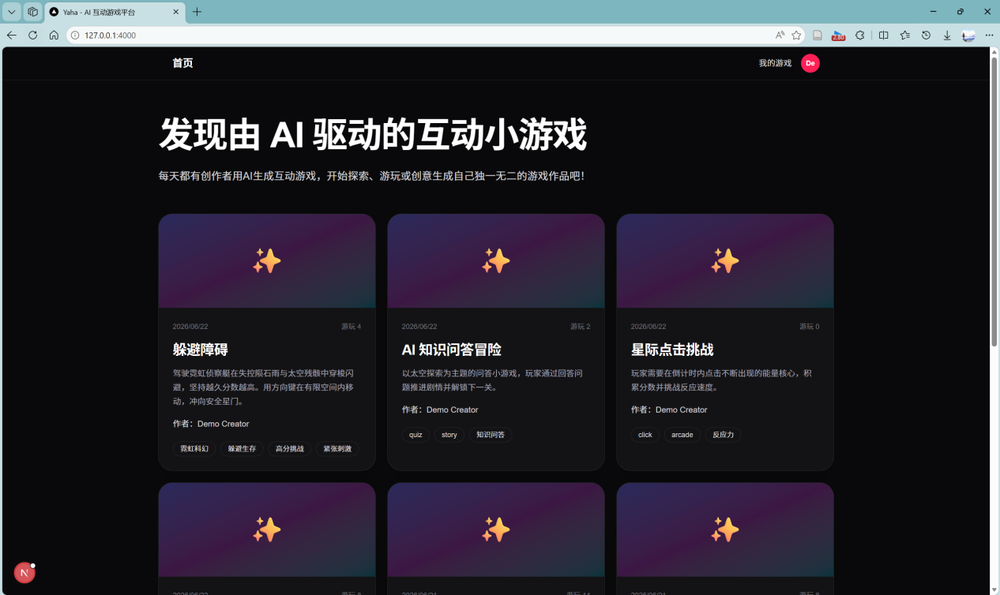 Yaha - AI 互动游戏平台
127.0.0.1:4000
2.80
首页
我的游戏
De
发现由 AI 驱动的互动小游戏
每天都有创作者用AI生成互动游戏，开始探索、游玩或创意生成自己独一无二的游戏作品吧！
2026/06/22
游玩 4
躲避障碍
驾驶霓虹侦察艇在失控陨石雨与太空残骸中穿梭闪
避，坚持越久分数越高。用方向键在有限空间内移
动，冲向安全星门。
作者：Demo Creator
霓虹科幻
躲避生存
高分挑战
紧张刺激
2026/06/22
游玩 2
AI 知识问答冒险
以太空探索为主题的问答小游戏，玩家通过回答问
题推进剧情并解锁下一关。
作者：Demo Creator
quiz
story
知识问答
2026/06/22
游玩 0
星际点击挑战
玩家需要在倒计时内点击不断出现的能量核心，积
累分数并挑战反应速度。
作者：Demo Creator
click
arcade
反应力
N